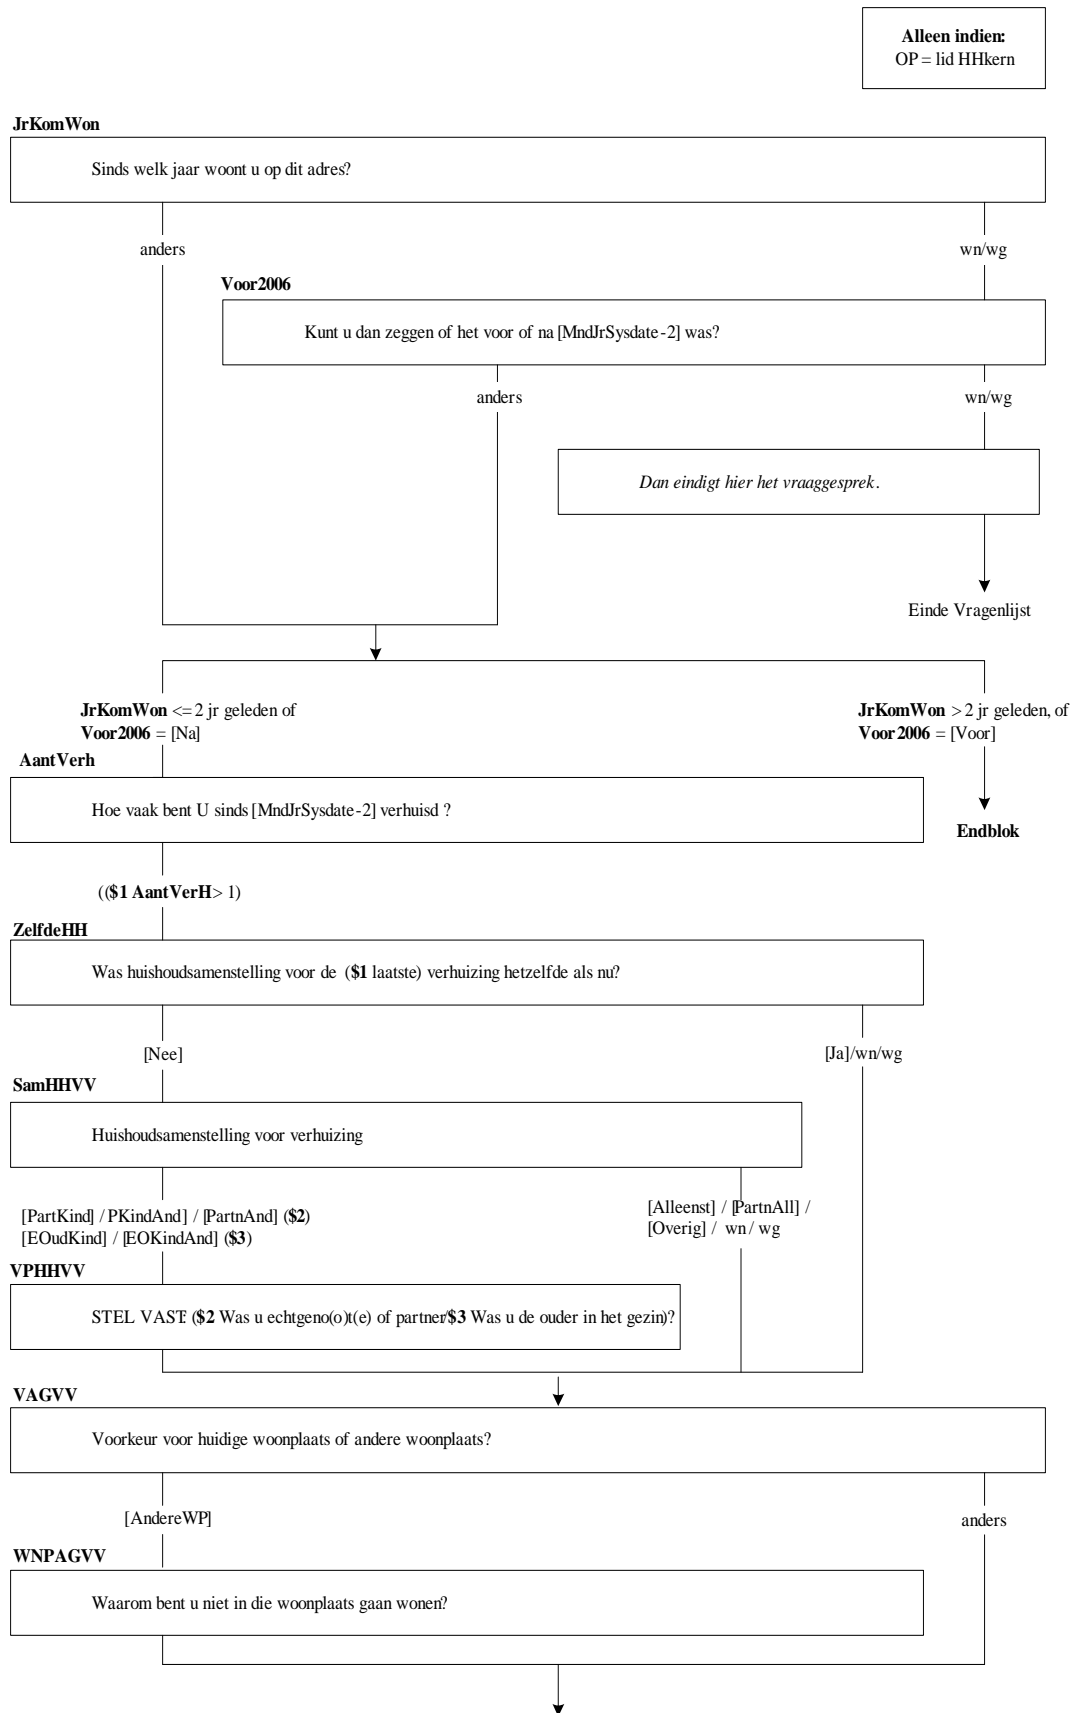 Alleen indien:
OP = lid HHkern
JrKomWon
Sinds welk jaar woont u op dit adres?
anders
wn/wg
Voor2006
Kunt u dan zeggen of het voor of na [MndJrSysdate-2] was?
anders
wn/wg
Dan eindigt hier het vraaggesprek.
Einde Vragenlijst
JrKomWon <= 2 jr geleden of
Voor2006 = [Na]
JrKomWon > 2 jr geleden, of
Voor2006 = [Voor]
AantVerh
Hoe vaak bent U sinds [MndJrSysdate-2] verhuisd ?
Endblok
(($1 AantVerH> 1)
ZelfdeHH
Was huishoudsamenstelling voor de ($1 laatste) verhuizing hetzelfde als nu?
[Nee]
[Ja]/wn/wg
SamHHVV
Huishoudsamenstelling voor verhuizing
[PartKind] / PKindAnd] / [PartnAnd] ($2)
[EOudKind] / [EOKindAnd] ($3)
[Alleenst] / [PartnAll] /
[Overig] / wn / wg
VPHHVV
STEL VAST: ($2 Was u echtgeno(o)t(e) of partner/$3 Was u de ouder in het gezin)?
VAGVV
Voorkeur voor huidige woonplaats of andere woonplaats?
[AndereWP]
anders
WNPAGVV
Waarom bent u niet in die woonplaats gaan wonen?